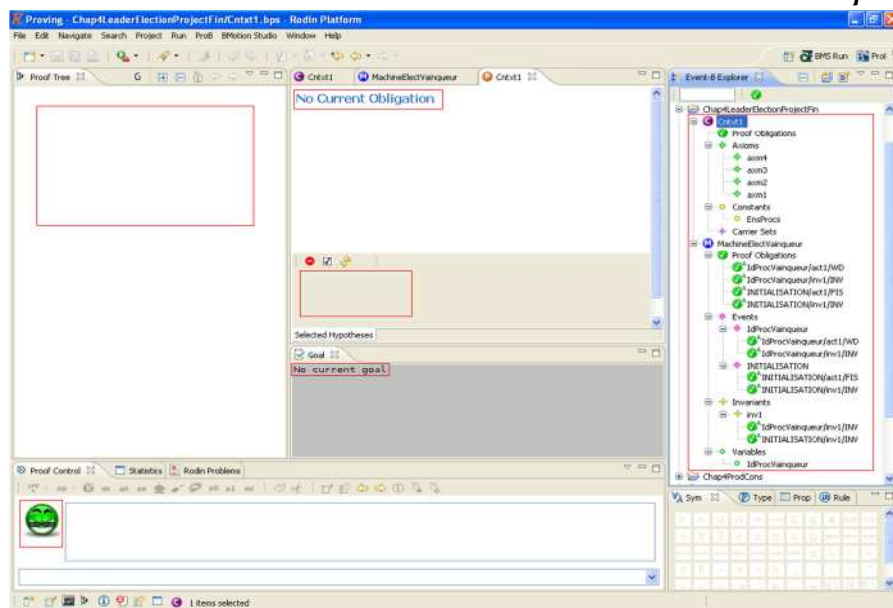 Proving - Chap4LeaderElectionProjectFin/Cntxt1.bps - Rodin Platform
File Edit Navigate Search Project Run ProB BMotion Studio Window Help
BMS Run
Proof Tree
G
Cntxt1
MachineElectVainqueur
Cntxt1
Event-B Explorer
No Current Obligation
Chap4LeaderElectionProjectFin
Cntxt1
Proof Obligations
Axioms
axm4
axm3
axm2
axm1
Constants
EnsProcs
Carrier Sets
MachineElectVainqueur
Proof Obligations
IdProcVainqueur/act1/WD
IdProcVainqueur/inv1/INV
INITIALISATION/act1/FIS
INITIALISATION/inv1/INV
Events
IdProcVainqueur
IdProcVainqueur/act1/WD
IdProcVainqueur/inv1/INV
INITIALISATION
INITIALISATION/act1/FIS
INITIALISATION/inv1/INV
Invariants
inv1
IdProcVainqueur/inv1/INV
INITIALISATION/inv1/INV
Variables
IdProcVainqueur
Chap4ProdCons
Selected Hypotheses
Goal
No current goal
Proof Control
Statistics
Rodin Problems
Sym
Type
Prop
Rule
1 items selected